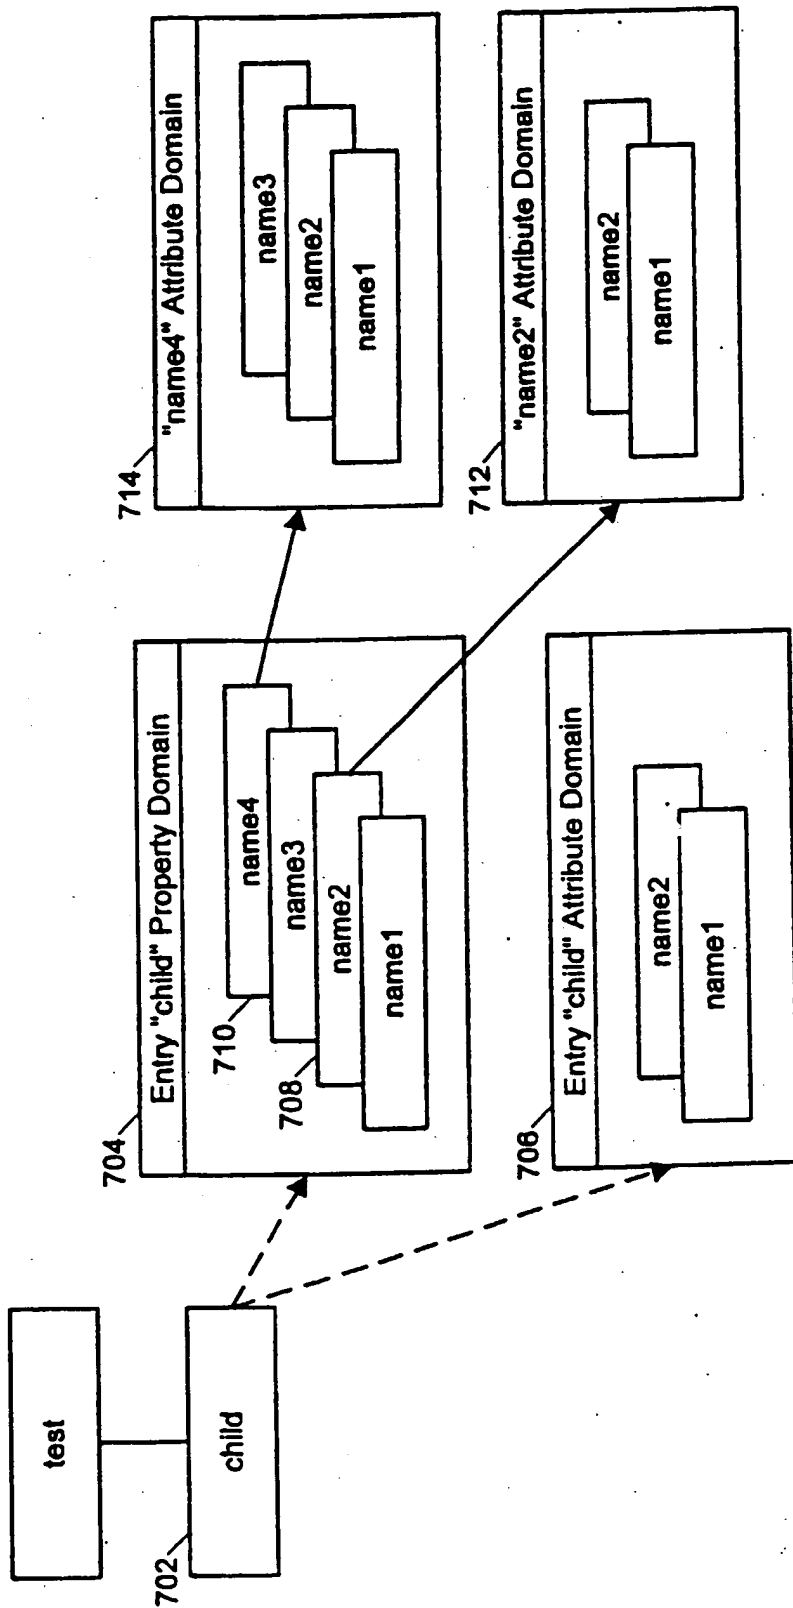 test
702
child
704
Entry "child" Property Domain
710
name4
name3
708
name2
name1
706
Entry "child" Attribute Domain
name2
name1
714
"name4" Attribute Domain
name3
name2
name1
712
"name2" Attribute Domain
name2
name1